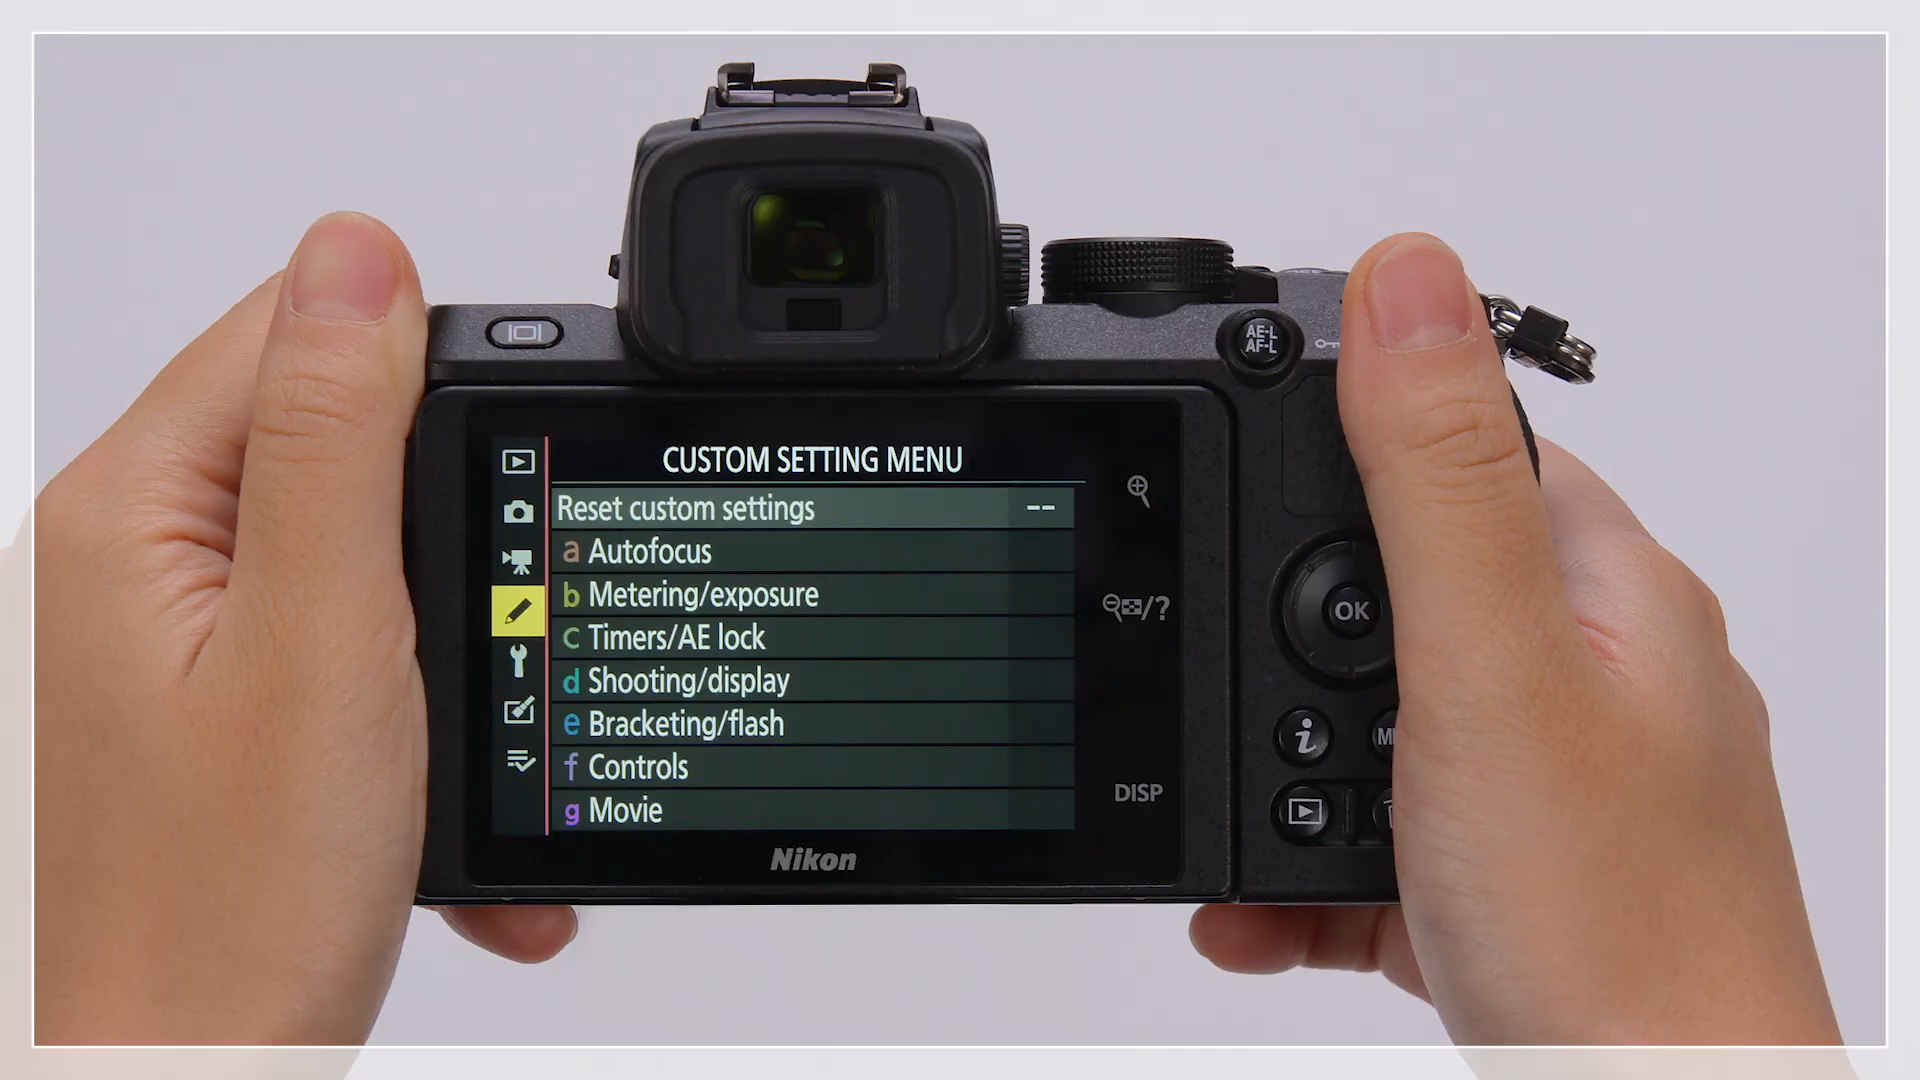 AE-L
AF-L
CUSTOM SETTING MENU
Reset custom settings --
a Autofocus
b Metering/exposure
c Timers/AE lock
d Shooting/display
e Bracketing/flash
f Controls
g Movie
/?
OK
i
DISP
Nikon